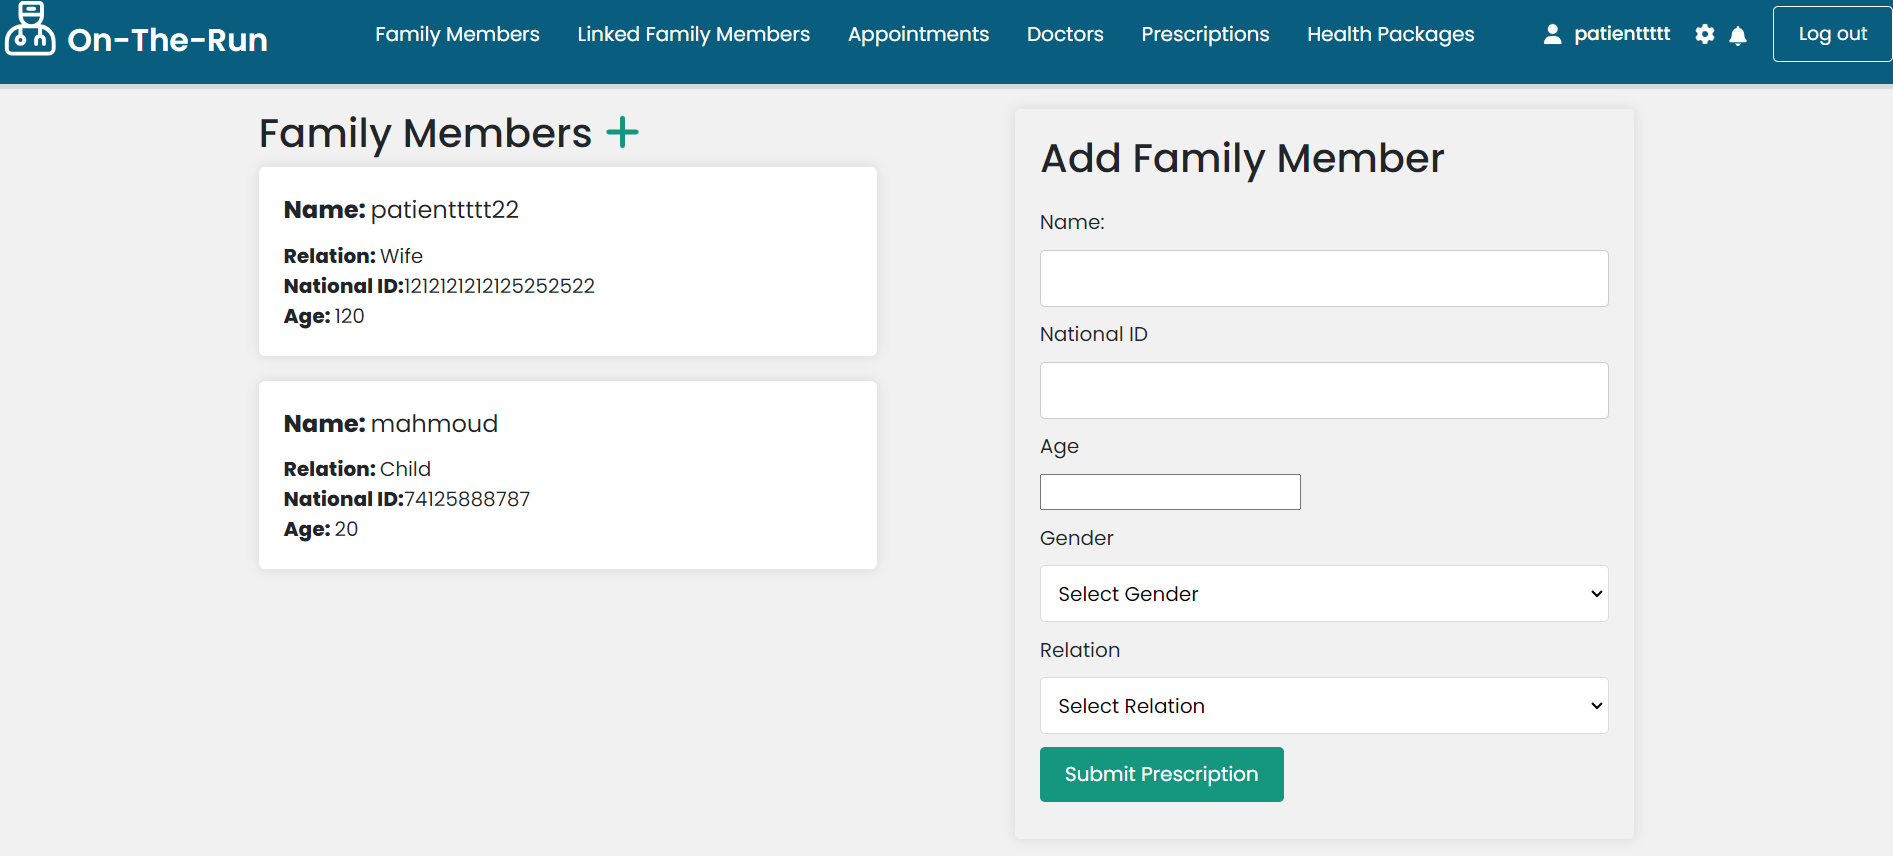 On-The-Run
Family Members
Linked Family Members
Appointments
Doctors
Prescriptions
Health Packages
patienttttt
Log out
Family Members
Name: patienttttt22
Relation: Wife
National ID:1212121212125252522
Age: 120
Name: mahmoud
Relation: Child
National ID:74125888787
Age: 20
Add Family Member
Name:
National ID
Age
Gender
Select Gender
Relation
Select Relation
Submit Prescription